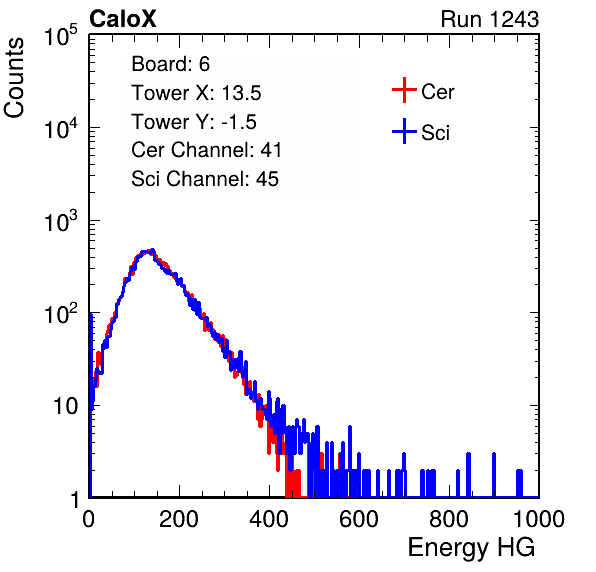 CaloX Run 1243
Counts
10^5
10^4
10^3
10^2
10
1
Board: 6
Tower X: 13.5
Tower Y: -1.5
Cer Channel: 41
Sci Channel: 45
Cer
Sci
0 200 400 600 800 1000
Energy HG